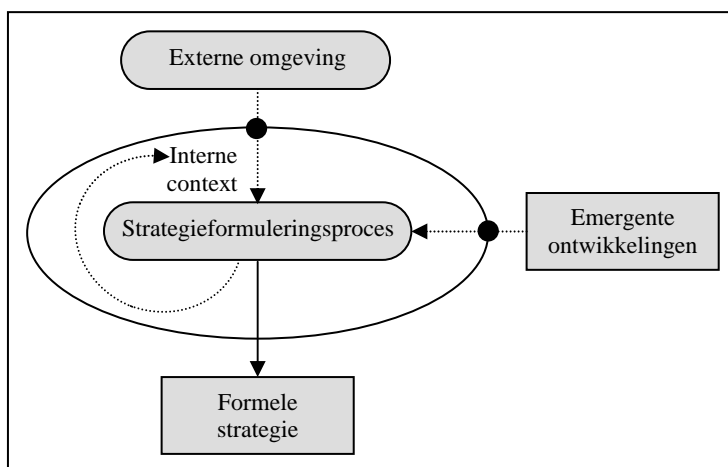 Externe omgeving
Interne
context
Strategieformuleringsproces
Emergente
ontwikkelingen
Formele
strategie